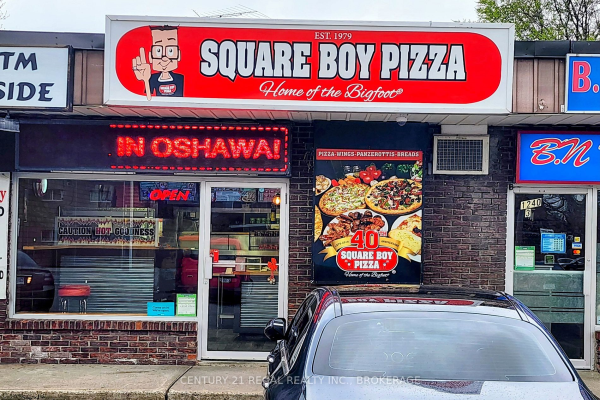 TM
SIDE
EST. 1979
SQUARE BOY PIZZA
Home of the Bigfoot®
B.
IN OSHAWA!
OPEN
CAUTION HOT GOODNESS
PIZZA•WINGS•PANZEROTTIS•BREADS
40
SQUARE BOY
PIZZA
Home of the Bigfoot®
B.N
1240
3
CENTURY 21 REGAL REALTY INC., BROKERAGE